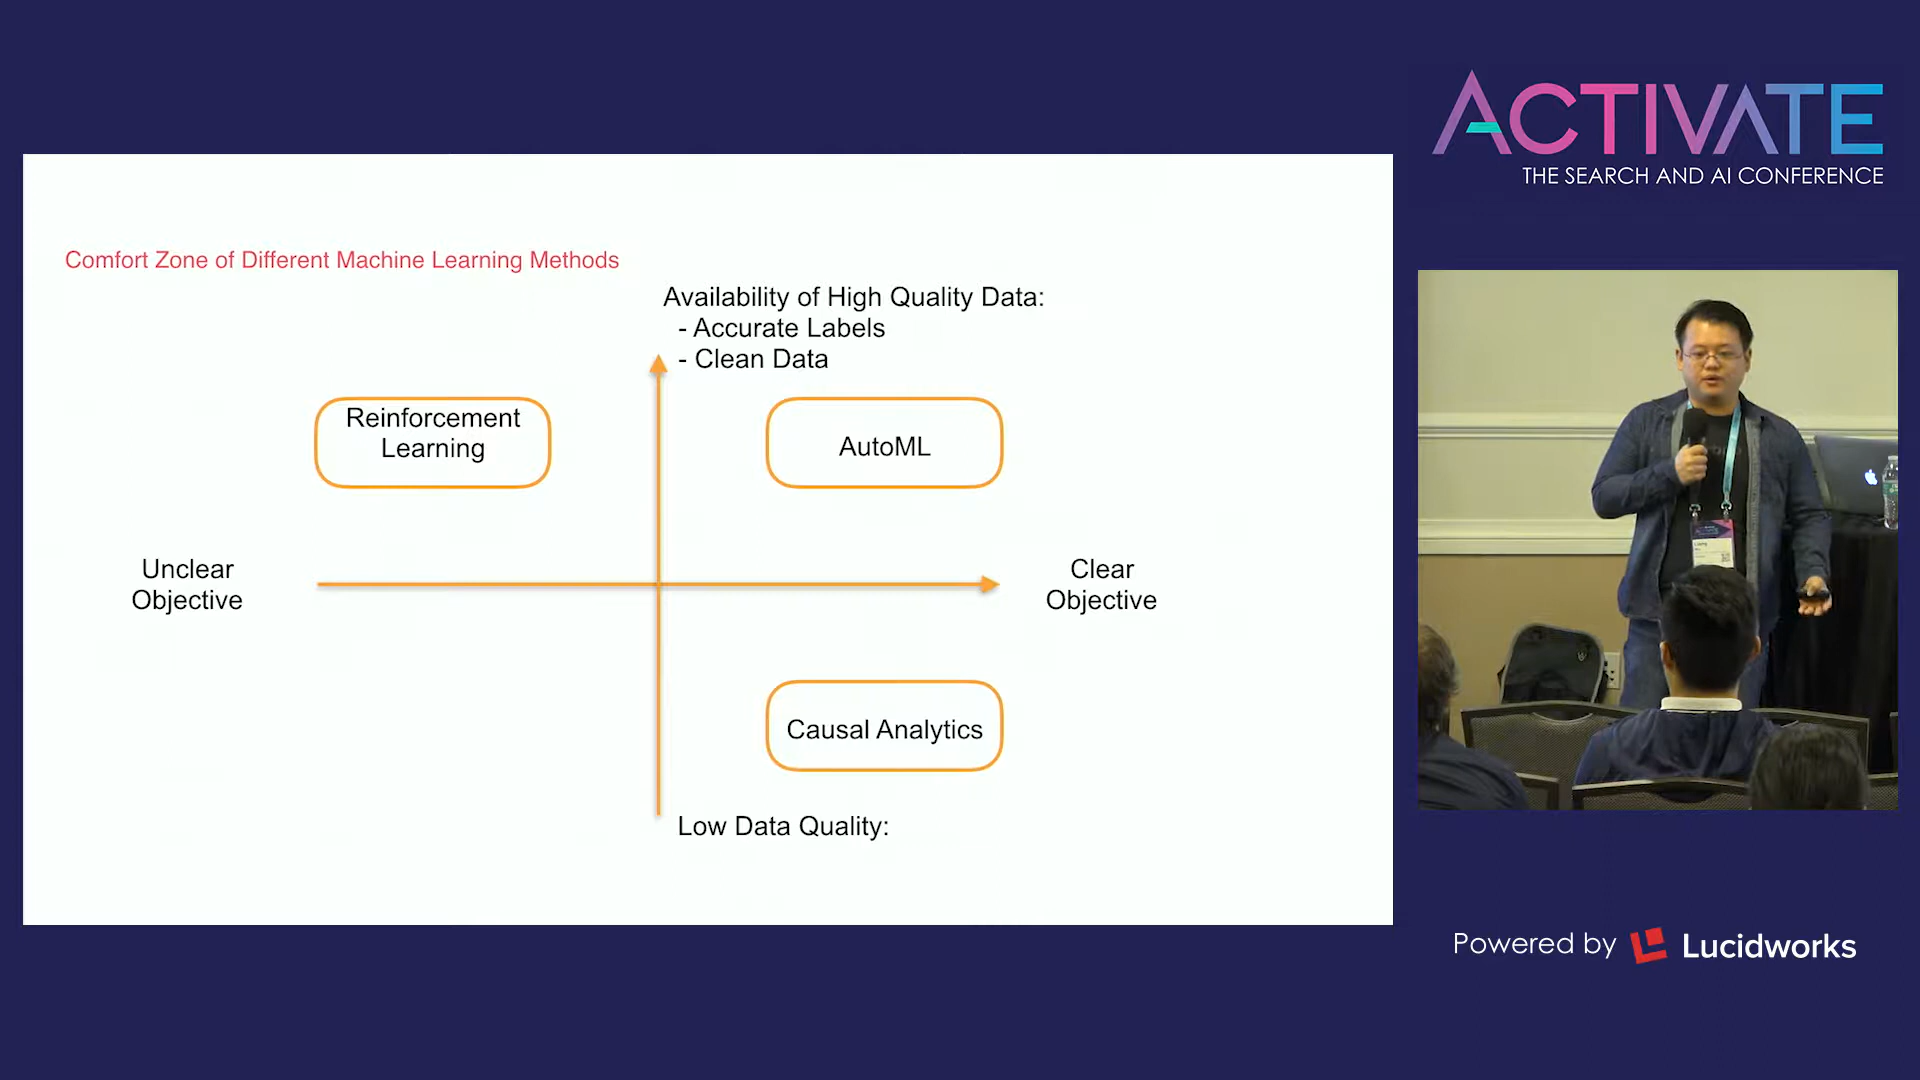 ACTIVATE
THE SEARCH AND AI CONFERENCE
Comfort Zone of Different Machine Learning Methods
Availability of High Quality Data:
- Accurate Labels
- Clean Data
Reinforcement
Learning
AutoML
Unclear
Objective
Clear
Objective
Causal Analytics
Low Data Quality:
Powered by Lucidworks